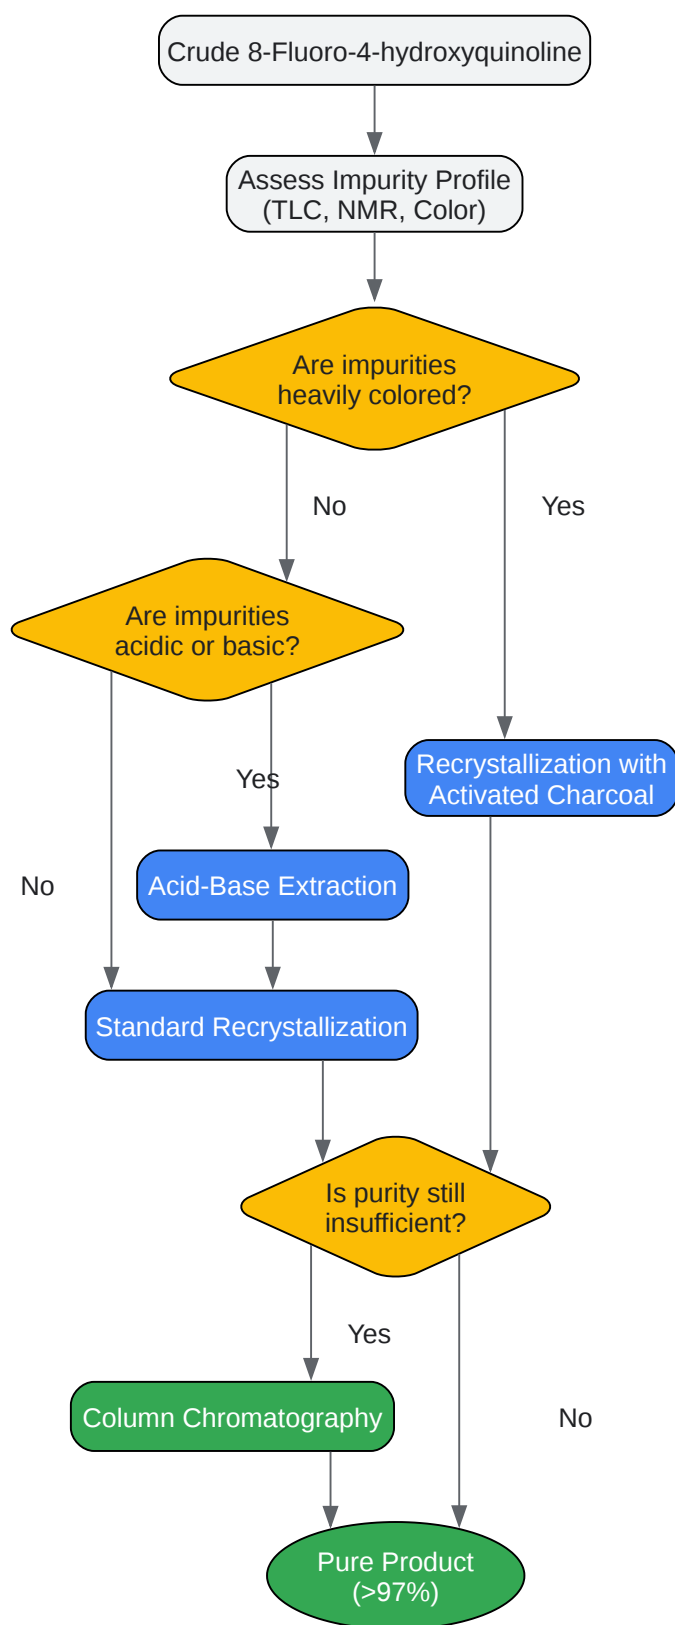 Crude 8-Fluoro-4-hydroxyquinoline
Assess Impurity Profile
(TLC, NMR, Color)
Are impurities
heavily colored?
No
Yes
Are impurities
acidic or basic?
Recrystallization with
Activated Charcoal
Yes
No
Acid-Base Extraction
Standard Recrystallization
Is purity still
insufficient?
Yes
Column Chromatography
No
Pure Product
(>97%)